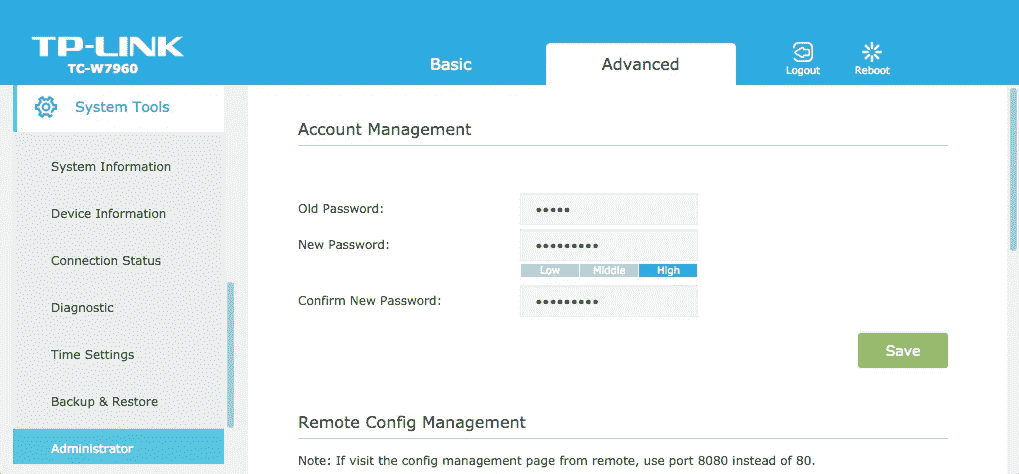 TP-LINK
TC-W7960
Basic
Advanced
Logout
Reboot
System Tools
System Information
Device Information
Connection Status
Diagnostic
Time Settings
Backup & Restore
Administrator
Account Management
Old Password: •••••
New Password: •••••••••
Low Middle High
Confirm New Password: •••••••••
Save
Remote Config Management
Note: If visit the config management page from remote, use port 8080 instead of 80.